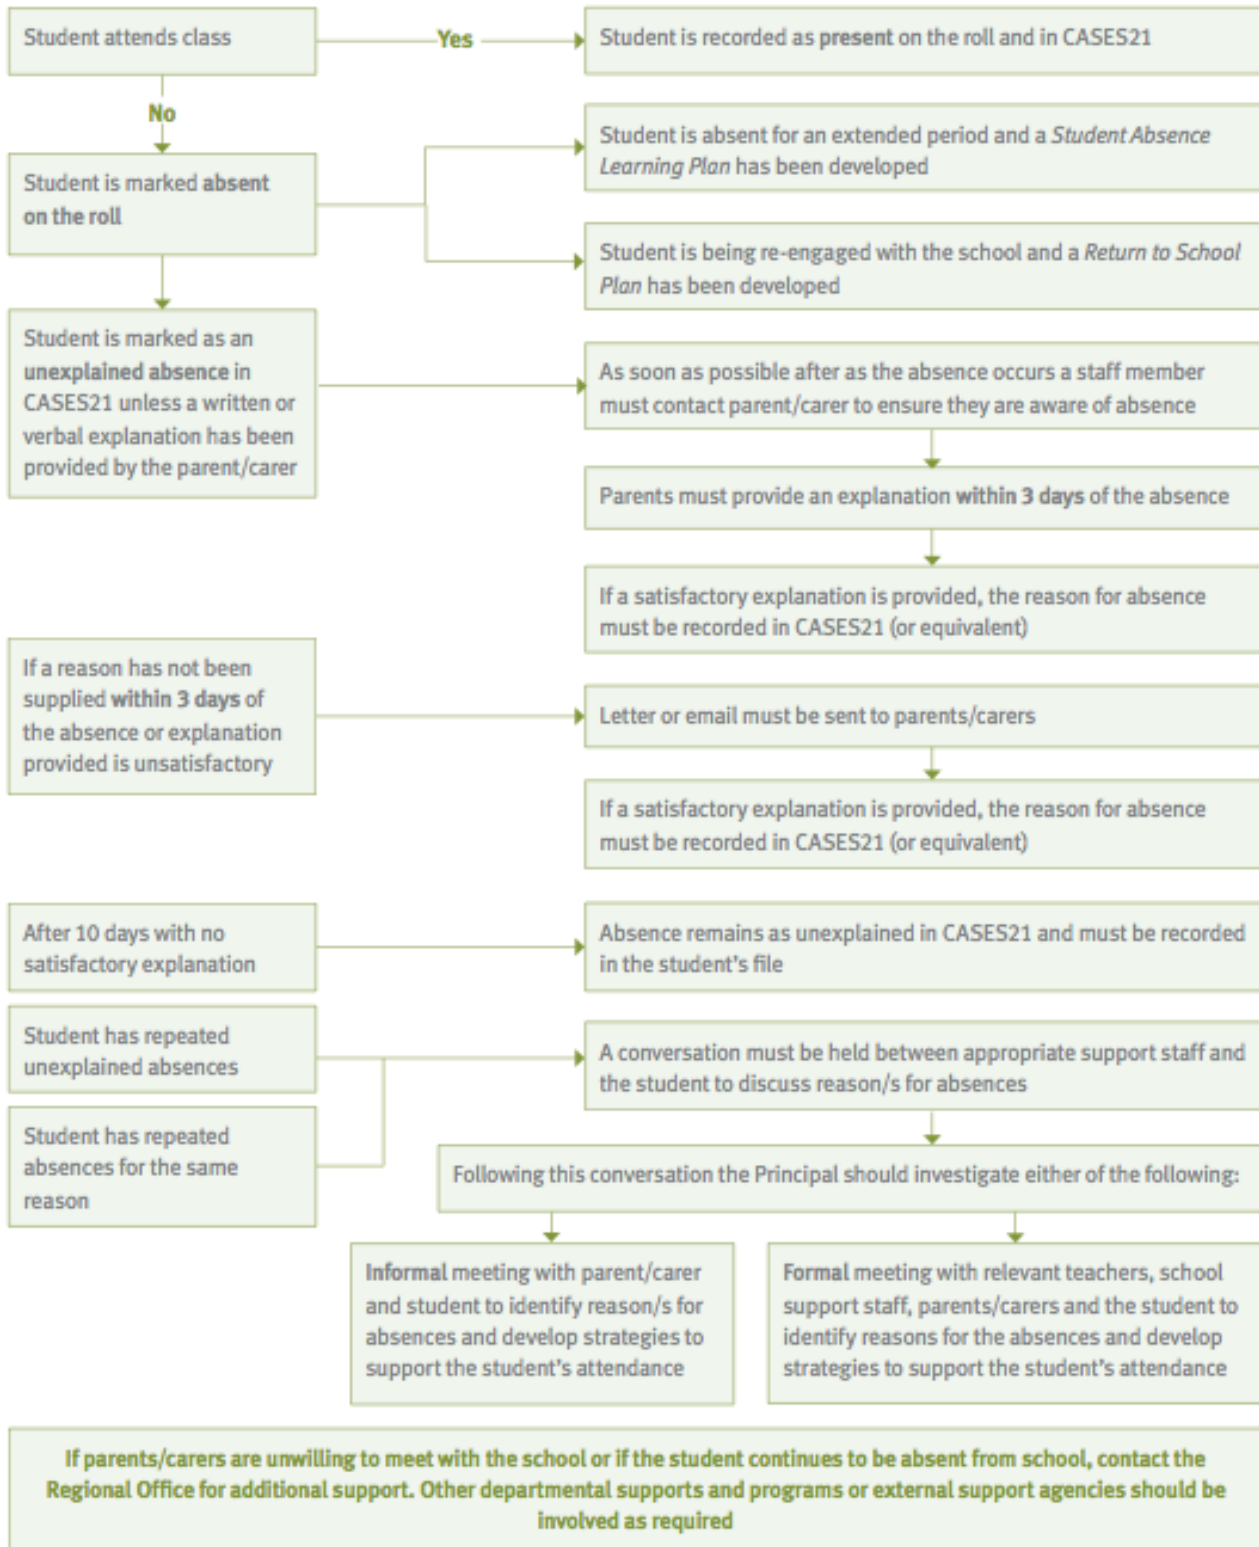 Student attends class
Yes
Student is recorded as present on the roll and in CASES21
No
Student is marked absent
on the roll
Student is absent for an extended period and a Student Absence
Learning Plan has been developed
Student is being re-engaged with the school and a Return to School
Plan has been developed
Student is marked as an
unexplained absence in
CASES21 unless a written or
verbal explanation has been
provided by the parent/carer
As soon as possible after as the absence occurs a staff member
must contact parent/carer to ensure they are aware of absence
Parents must provide an explanation within 3 days of the absence
If a satisfactory explanation is provided, the reason for absence
must be recorded in CASES21 (or equivalent)
If a reason has not been
supplied within 3 days of
the absence or explanation
provided is unsatisfactory
Letter or email must be sent to parents/carers
If a satisfactory explanation is provided, the reason for absence
must be recorded in CASES21 (or equivalent)
After 10 days with no
satisfactory explanation
Absence remains as unexplained in CASES21 and must be recorded
in the student's file
Student has repeated
unexplained absences
Student has repeated
absences for the same
reason
A conversation must be held between appropriate support staff and
the student to discuss reason/s for absences
Following this conversation the Principal should investigate either of the following:
Informal meeting with parent/carer
and student to identify reason/s for
absences and develop strategies to
support the student's attendance
Formal meeting with relevant teachers, school
support staff, parents/carers and the student to
identify reasons for the absences and develop
strategies to support the student's attendance
If parents/carers are unwilling to meet with the school or if the student continues to be absent from school, contact the
Regional Office for additional support. Other departmental supports and programs or external support agencies should be
involved as required